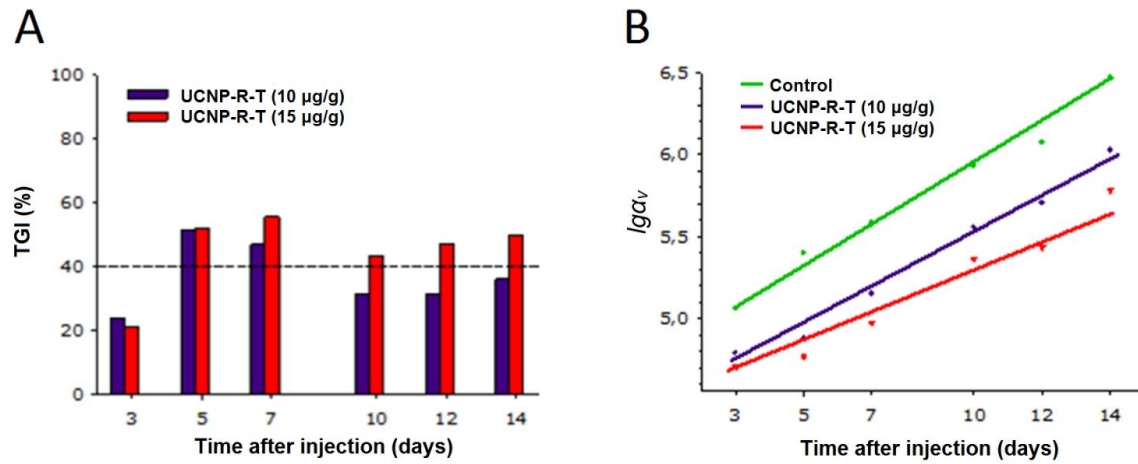 A
100
80
60
40
20
0
TGI (%)
UCNP-R-T (10 µg/g)
UCNP-R-T (15 µg/g)
3 5 7 10 12 14
Time after injection (days)
B
6,5
6,0
5,5
5,0
lgαᵥ
Control
UCNP-R-T (10 µg/g)
UCNP-R-T (15 µg/g)
3 5 7 10 12 14
Time after injection (days)